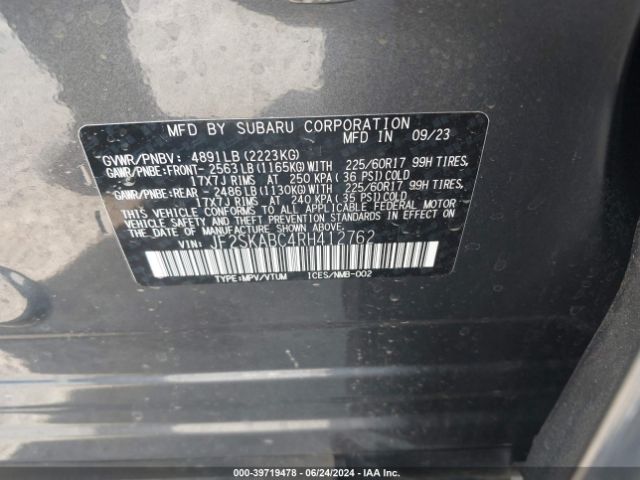 MFD BY SUBARU CORPORATION
MFD IN 09/23
GVWR/PNBV: 4891LB (2223KG)
GAWR/PNBE:FRONT- 2563LB(1165KG)WITH 225/60R17 99H TIRES,
17X7J RIMS AT 250 KPA(36 PSI)COLD
GAWR/PNBE:REAR - 2486LB(1130KG)WITH 225/60R17 99H TIRES,
17X7J RIMS AT 240 KPA(35 PSI)COLD
THIS VEHICLE CONFORMS TO ALL APPLICABLE FEDERAL MOTOR
VEHICLE SAFETY AND THEFT PREVENTION STANDARDS IN EFFECT
ON THE DATE OF MANUFACTURE SHOWN ABOVE.
VIN: JF2SKABC4RH412762
TYPE:MPV/VTUM ICES/NMB-002
000-39719478 - 06/24/2024 - IAAI.COM